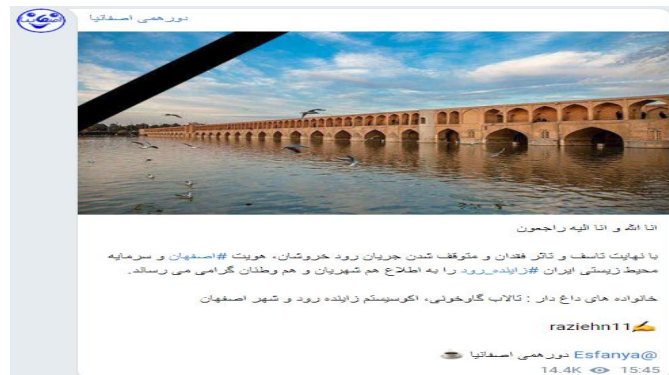 اصفانیا
دورهمی اصفانیا
انا الله و انا الیه راجعون
با نهایت تاسف و تاثر فقدان و متوقف شدن جریان رود خروشان، هویت #اصفهان و سرمایه
محیط زیستی ایران #زاینده_رود را به اطلاع هم شهریان و هم وطنان گرامی می رساند.
خانواده های داغ دار : تالاب گاوخونی، اکوسیستم زاینده رود و شهر اصفهان
raziehn11✍
@Esfanya دورهمی اصفانیا ☕
14.4K 15:45